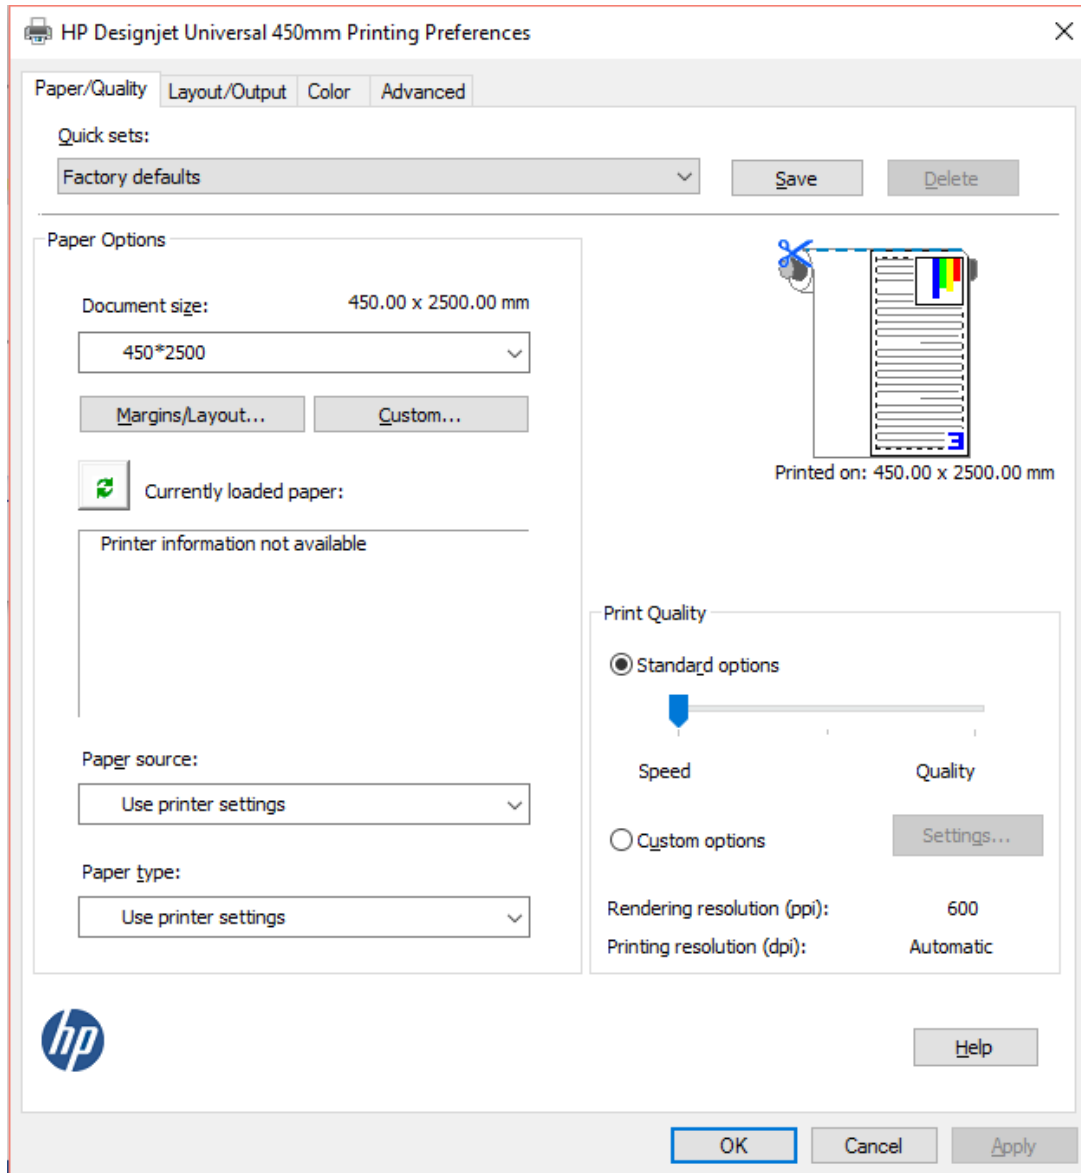 HP Designjet Universal 450mm Printing Preferences
Paper/Quality Layout/Output Color Advanced
Quick sets:
Factory defaults Save Delete
Paper Options
Document size: 450.00 x 2500.00 mm
450*2500
Margins/Layout... Custom...
Currently loaded paper:
Printer information not available
Paper source:
Use printer settings
Paper type:
Use printer settings
Printed on: 450.00 x 2500.00 mm
Print Quality
Standard options
Speed Quality
Custom options Settings...
Rendering resolution (ppi): 600
Printing resolution (dpi): Automatic
hp
Help
OK Cancel Apply